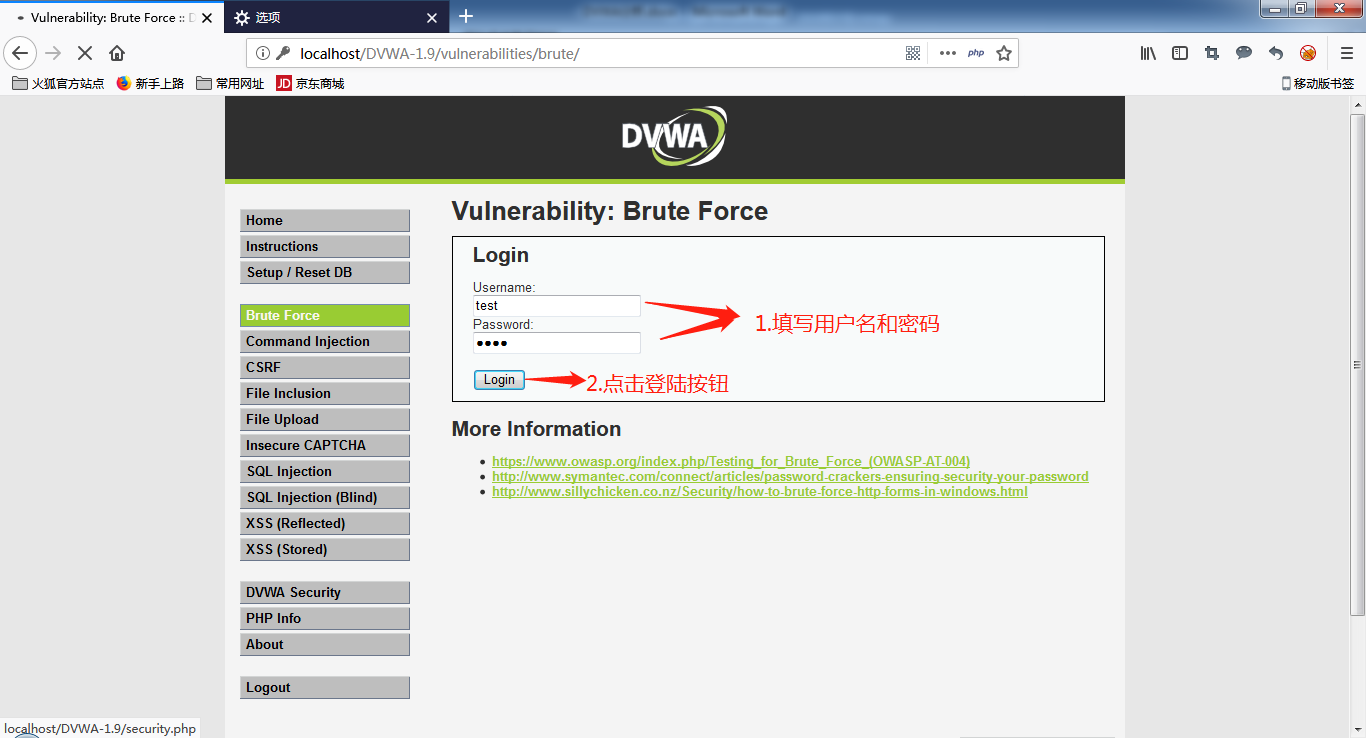 Vulnerability: Brute Force :: D
选项
localhost/DVWA-1.9/vulnerabilities/brute/
php
火狐官方站点
新手上路
常用网址
JD 京东商城
移动版书签
DVWA
Home
Instructions
Setup / Reset DB
Brute Force
Command Injection
CSRF
File Inclusion
File Upload
Insecure CAPTCHA
SQL Injection
SQL Injection (Blind)
XSS (Reflected)
XSS (Stored)
DVWA Security
PHP Info
About
Logout
Vulnerability: Brute Force
Login
Username:
test
Password:
1.填写用户名和密码
Login
2.点击登陆按钮
More Information
https://www.owasp.org/index.php/Testing_for_Brute_Force_(OWASP-AT-004)
http://www.symantec.com/connect/articles/password-crackers-ensuring-security-your-password
http://www.sillychicken.co.nz/Security/how-to-brute-force-http-forms-in-windows.html
localhost/DVWA-1.9/security.php